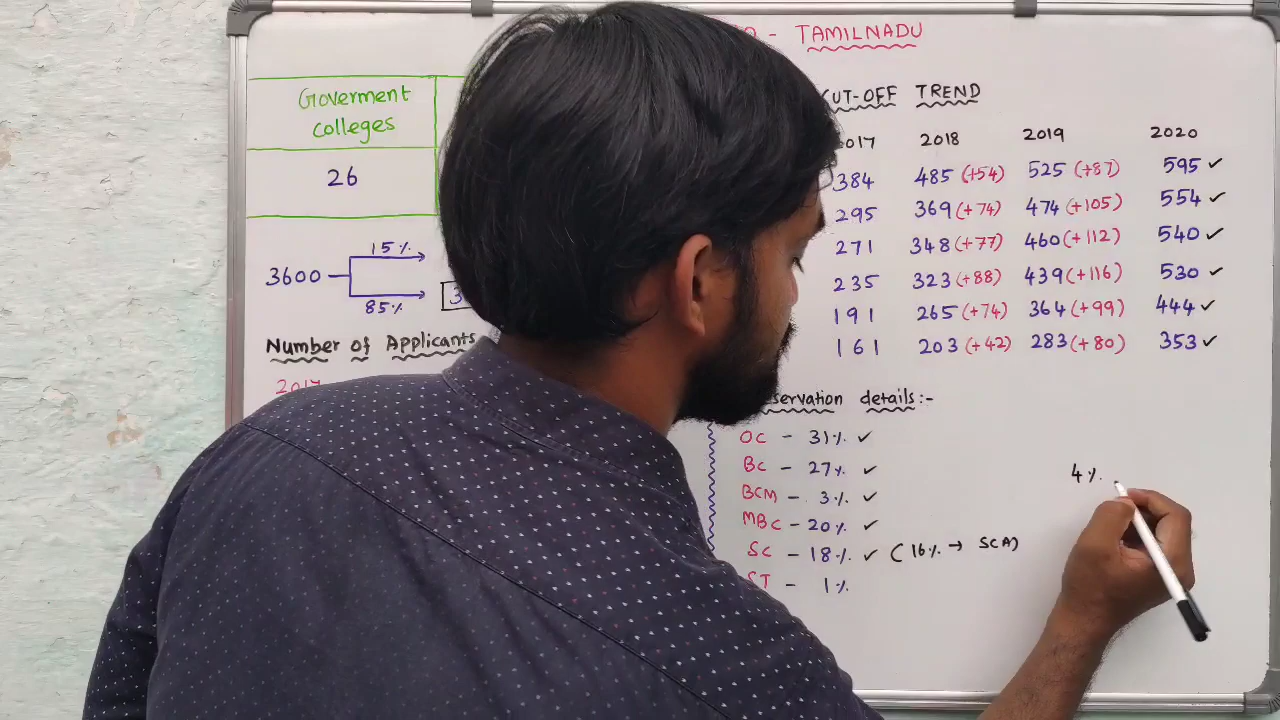 - TAMILNADU
Goverment
colleges
26
15%
3600
85%
Number of Applicants
2017
CUT-OFF TREND
2017 2018 2019 2020
384 485 (+54) 525 (+87) 595 ✓
295 369 (+74) 474 (+105) 554 ✓
271 348 (+77) 460 (+112) 540 ✓
235 323 (+88) 439 (+116) 530 ✓
191 265 (+74) 364 (+99) 444 ✓
161 203 (+42) 283 (+80) 353 ✓
details:-
OC - 31% ✓
BC - 27% ✓
BCM - 3% ✓
MBC - 20% ✓
SC - 18% ✓ (16% → SCA)
ST - 1%
4%